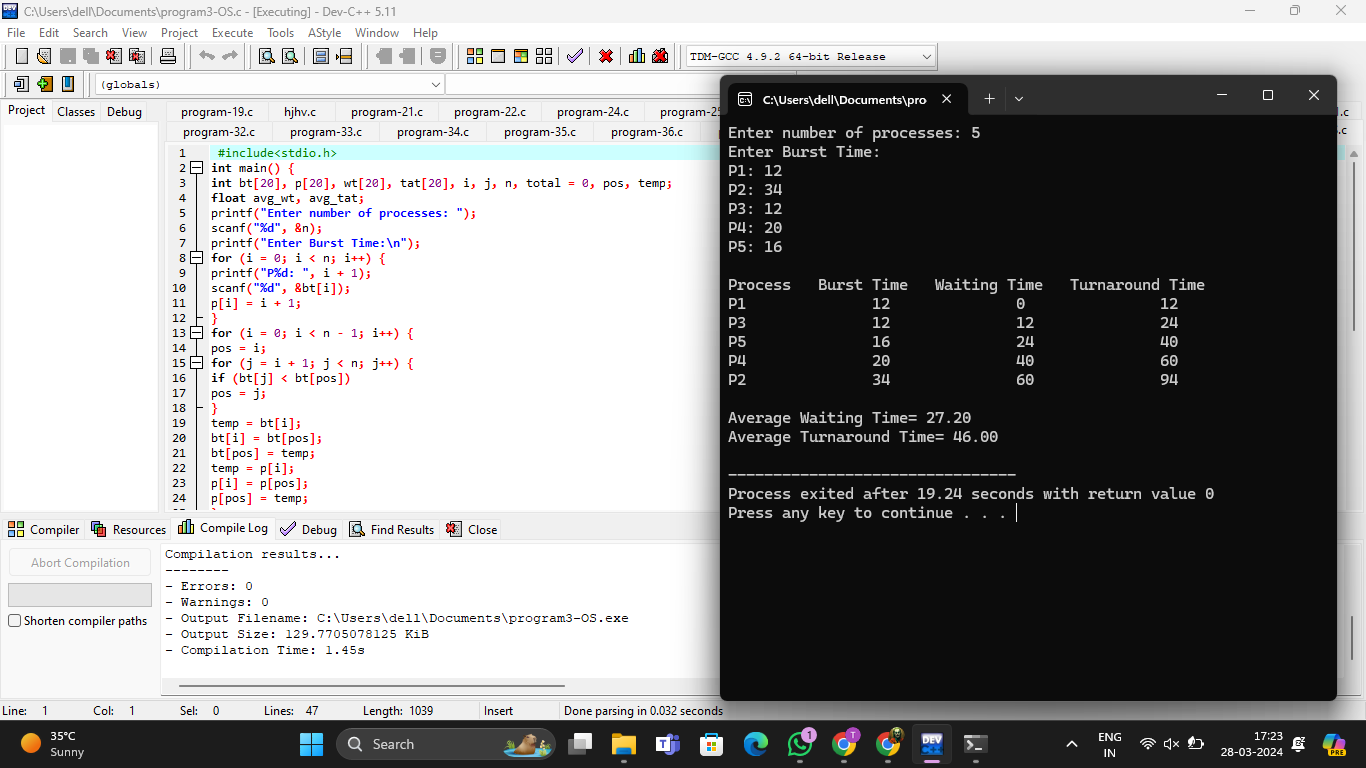 C:\Users\dell\Documents\program3-OS.c - [Executing] - Dev-C++ 5.11
File Edit Search View Project Execute Tools AStyle Window Help
TDM-GCC 4.9.2 64-bit Release
(globals)
Project Classes Debug
program-19.c hjhv.c program-21.c program-22.c program-24.c
program-32.c program-33.c program-34.c program-35.c program-36.c
1 #include<stdio.h>
2 int main() {
3 int bt[20], p[20], wt[20], tat[20], i, j, n, total = 0, pos, temp;
4 float avg_wt, avg_tat;
5 printf("Enter number of processes: ");
6 scanf("%d", &n);
7 printf("Enter Burst Time:\n");
8 for (i = 0; i < n; i++) {
9 printf("P%d: ", i + 1);
10 scanf("%d", &bt[i]);
11 p[i] = i + 1;
12 }
13 for (i = 0; i < n - 1; i++) {
14 pos = i;
15 for (j = i + 1; j < n; j++) {
16 if (bt[j] < bt[pos])
17 pos = j;
18 }
19 temp = bt[i];
20 bt[i] = bt[pos];
21 bt[pos] = temp;
22 temp = p[i];
23 p[i] = p[pos];
24 p[pos] = temp;
C:\Users\dell\Documents\pro
Enter number of processes: 5
Enter Burst Time:
P1: 12
P2: 34
P3: 12
P4: 20
P5: 16
Process Burst Time Waiting Time Turnaround Time
P1 12 0 12
P3 12 12 24
P5 16 24 40
P4 20 40 60
P2 34 60 94
Average Waiting Time= 27.20
Average Turnaround Time= 46.00
--------------------------------
Process exited after 19.24 seconds with return value 0
Press any key to continue . . .
Compiler Resources Compile Log Debug Find Results Close
Abort Compilation
Shorten compiler paths
Compilation results...
--------
- Errors: 0
- Warnings: 0
- Output Filename: C:\Users\dell\Documents\program3-OS.exe
- Output Size: 129.7705078125 KiB
- Compilation Time: 1.45s
Line: 1 Col: 1 Sel: 0 Lines: 47 Length: 1039 Insert Done parsing in 0.032 seconds
35°C
Sunny
Search
1
T
DEV
PRE
ENG
IN
17:23
28-03-2024